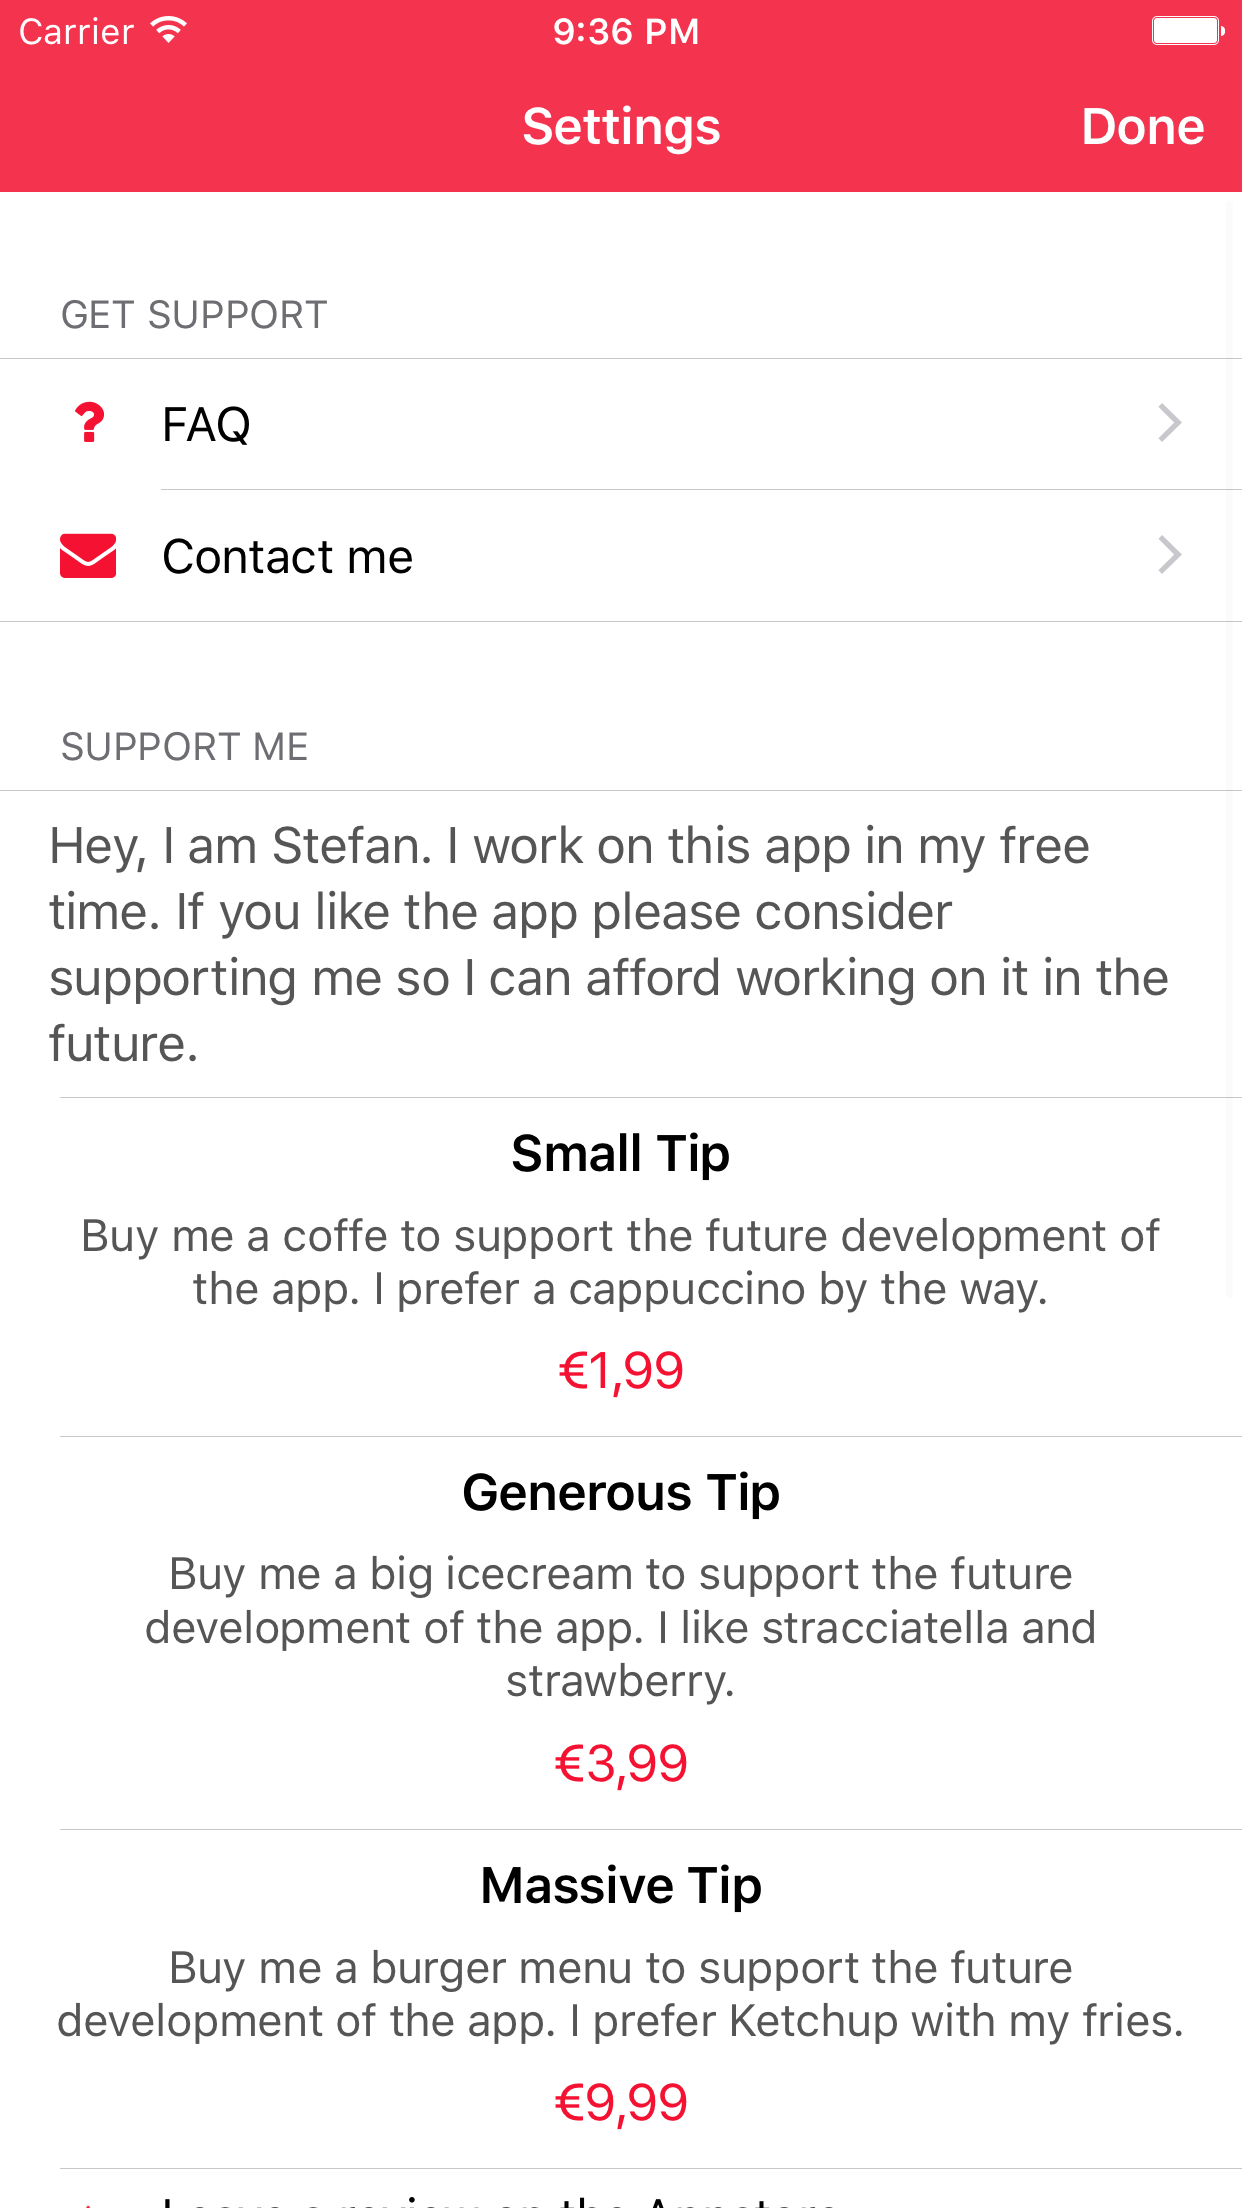 Carrier 9:36 PM
Settings Done
GET SUPPORT
FAQ
Contact me
SUPPORT ME
Hey, I am Stefan. I work on this app in my free
time. If you like the app please consider
supporting me so I can afford working on it in the
future.
Small Tip
Buy me a coffe to support the future development of
the app. I prefer a cappuccino by the way.
€1,99
Generous Tip
Buy me a big icecream to support the future
development of the app. I like stracciatella and
strawberry.
€3,99
Massive Tip
Buy me a burger menu to support the future
development of the app. I prefer Ketchup with my fries.
€9,99
Leave a review on the Appstore